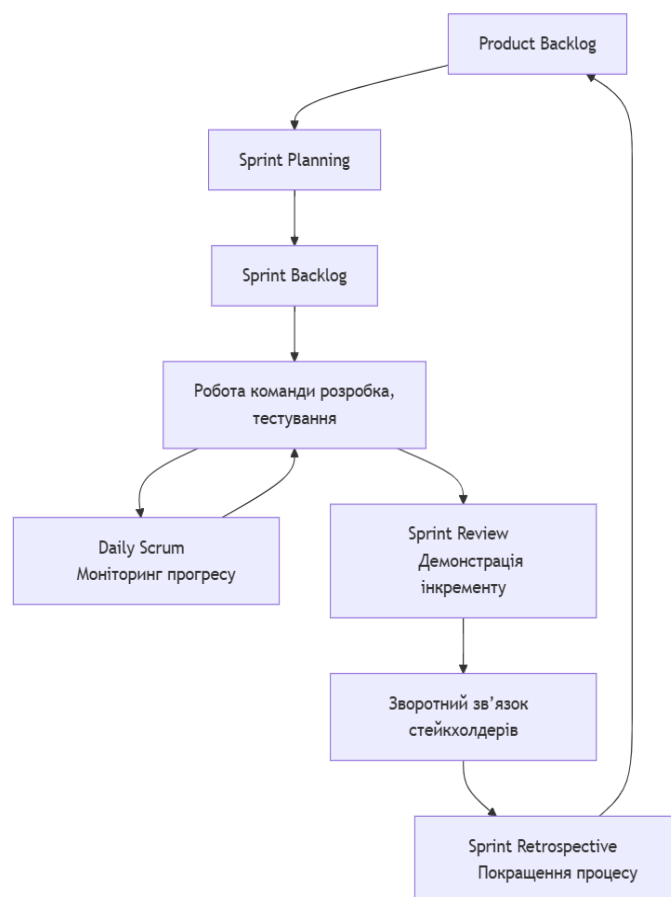 Product Backlog
Sprint Planning
Sprint Backlog
Робота команди розробка,
тестування
Daily Scrum
Моніторинг прогресу
Sprint Review
Демонстрація
інкременту
Зворотний зв’язок
стейкхолдерів
Sprint Retrospective
Покращення процесу